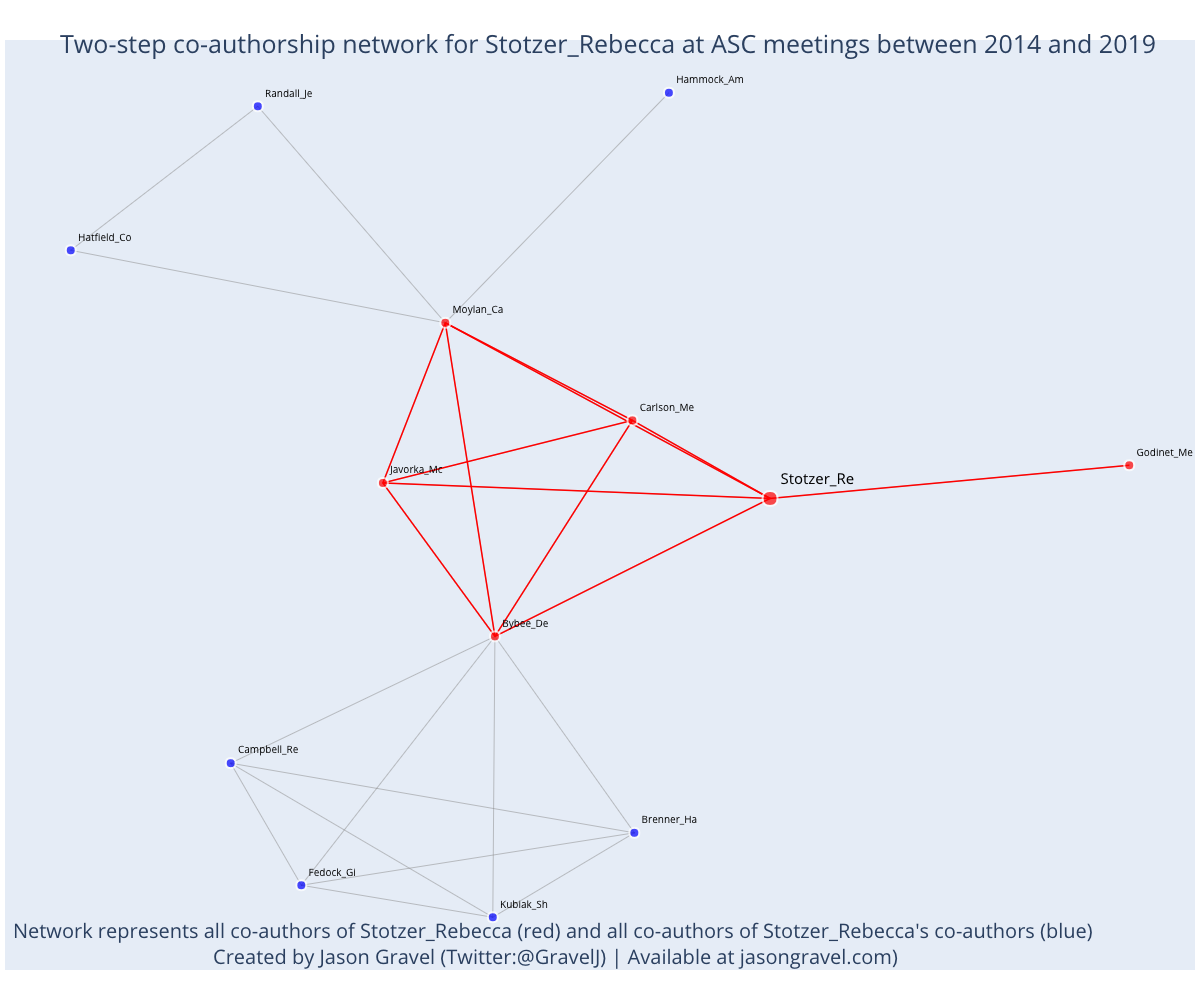 Two-step co-authorship network for Stotzer_Rebecca at ASC meetings between 2014 and 2019
Hammock_Am
Randall_Je
Hatfield_Co
Moylan_Ca
Carlson_Me
Godinet_Me
Javorka_Mc
Stotzer_Re
Bybee_De
Campbell_Re
Brenner_Ha
Fedock_Gi
Kubiak_Sh
Network represents all co-authors of Stotzer_Rebecca (red) and all co-authors of Stotzer_Rebecca's co-authors (blue)
Created by Jason Gravel (Twitter:@GravelJ) | Available at jasongravel.com)